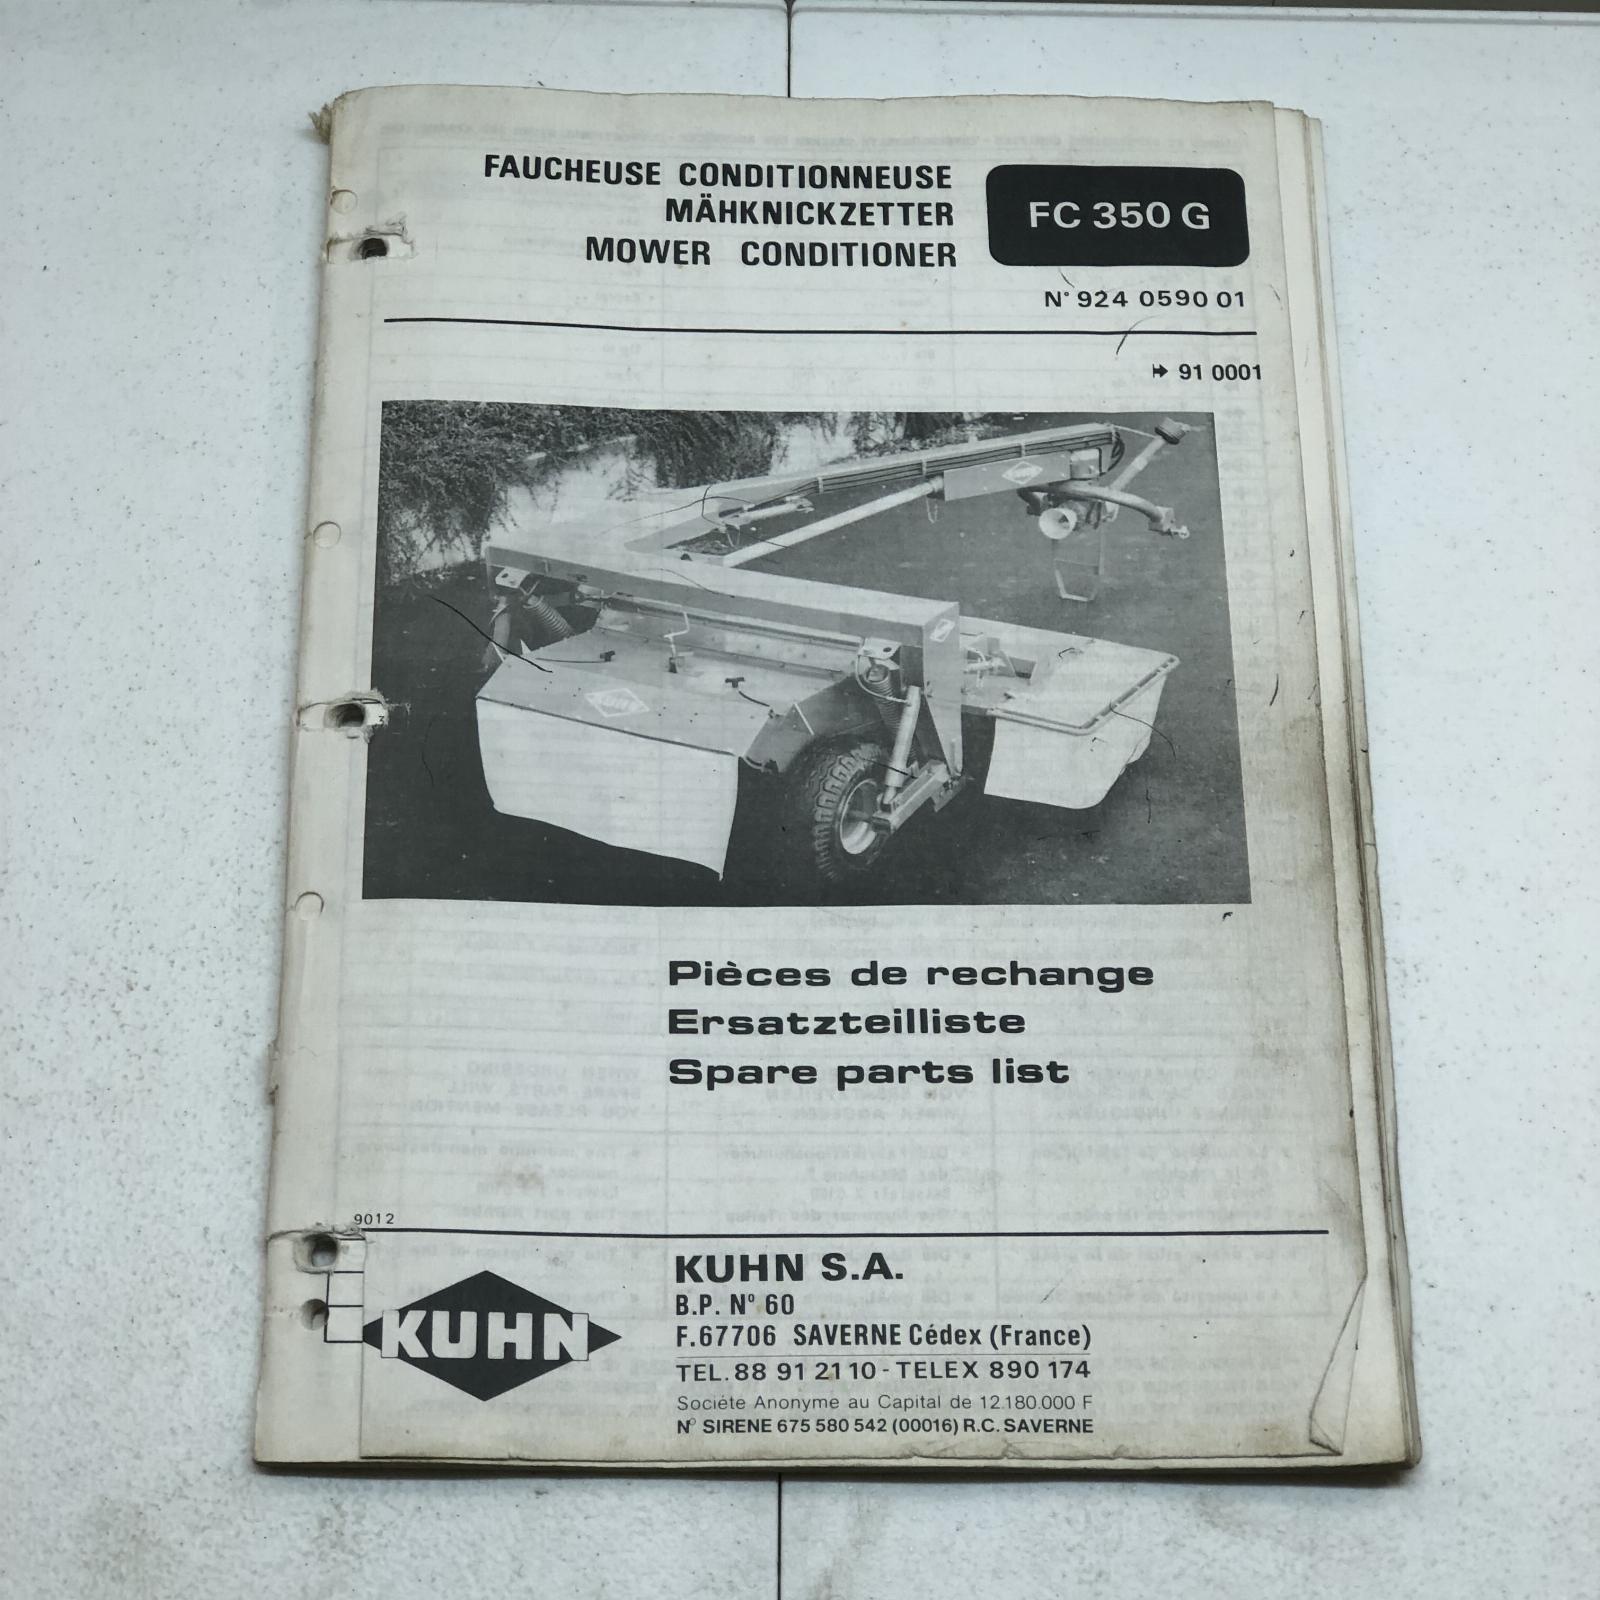 FAUCHEUSE CONDITIONNEUSE
MÄHKNICKZETTER
MOWER CONDITIONER
FC 350 G
N° 924 0590 01
91 0001
KUHN
3
Pièces de rechange
Ersatzteilliste
Spare parts list
9012
KUHN
KUHN S.A.
B.P. N° 60
F.67706 SAVERNE Cédex (France)
TEL. 88 91 21 10 - TELEX 890 174
Société Anonyme au Capital de 12.180.000 F
N° SIRENE 675 580 542 (00016) R.C. SAVERNE